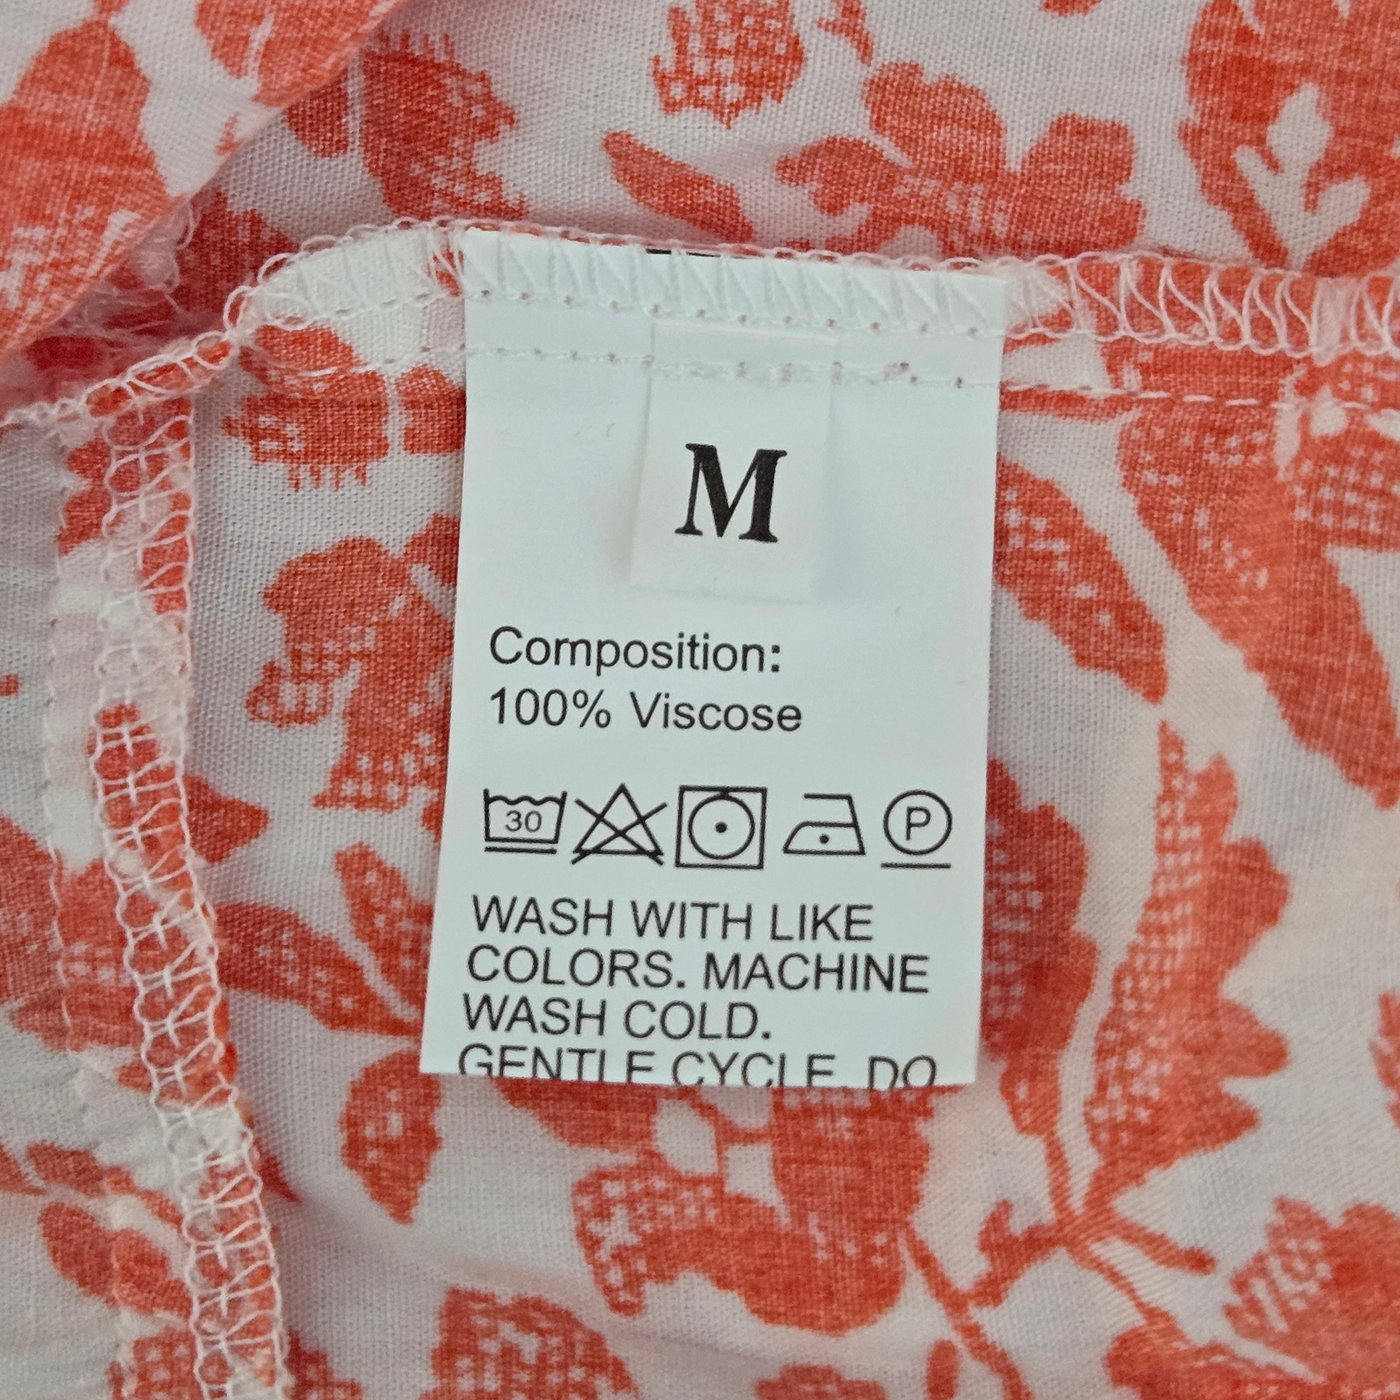 M
Composition:
100% Viscose
30
P
WASH WITH LIKE
COLORS. MACHINE
WASH COLD.
GENTLE CYCLE. DO